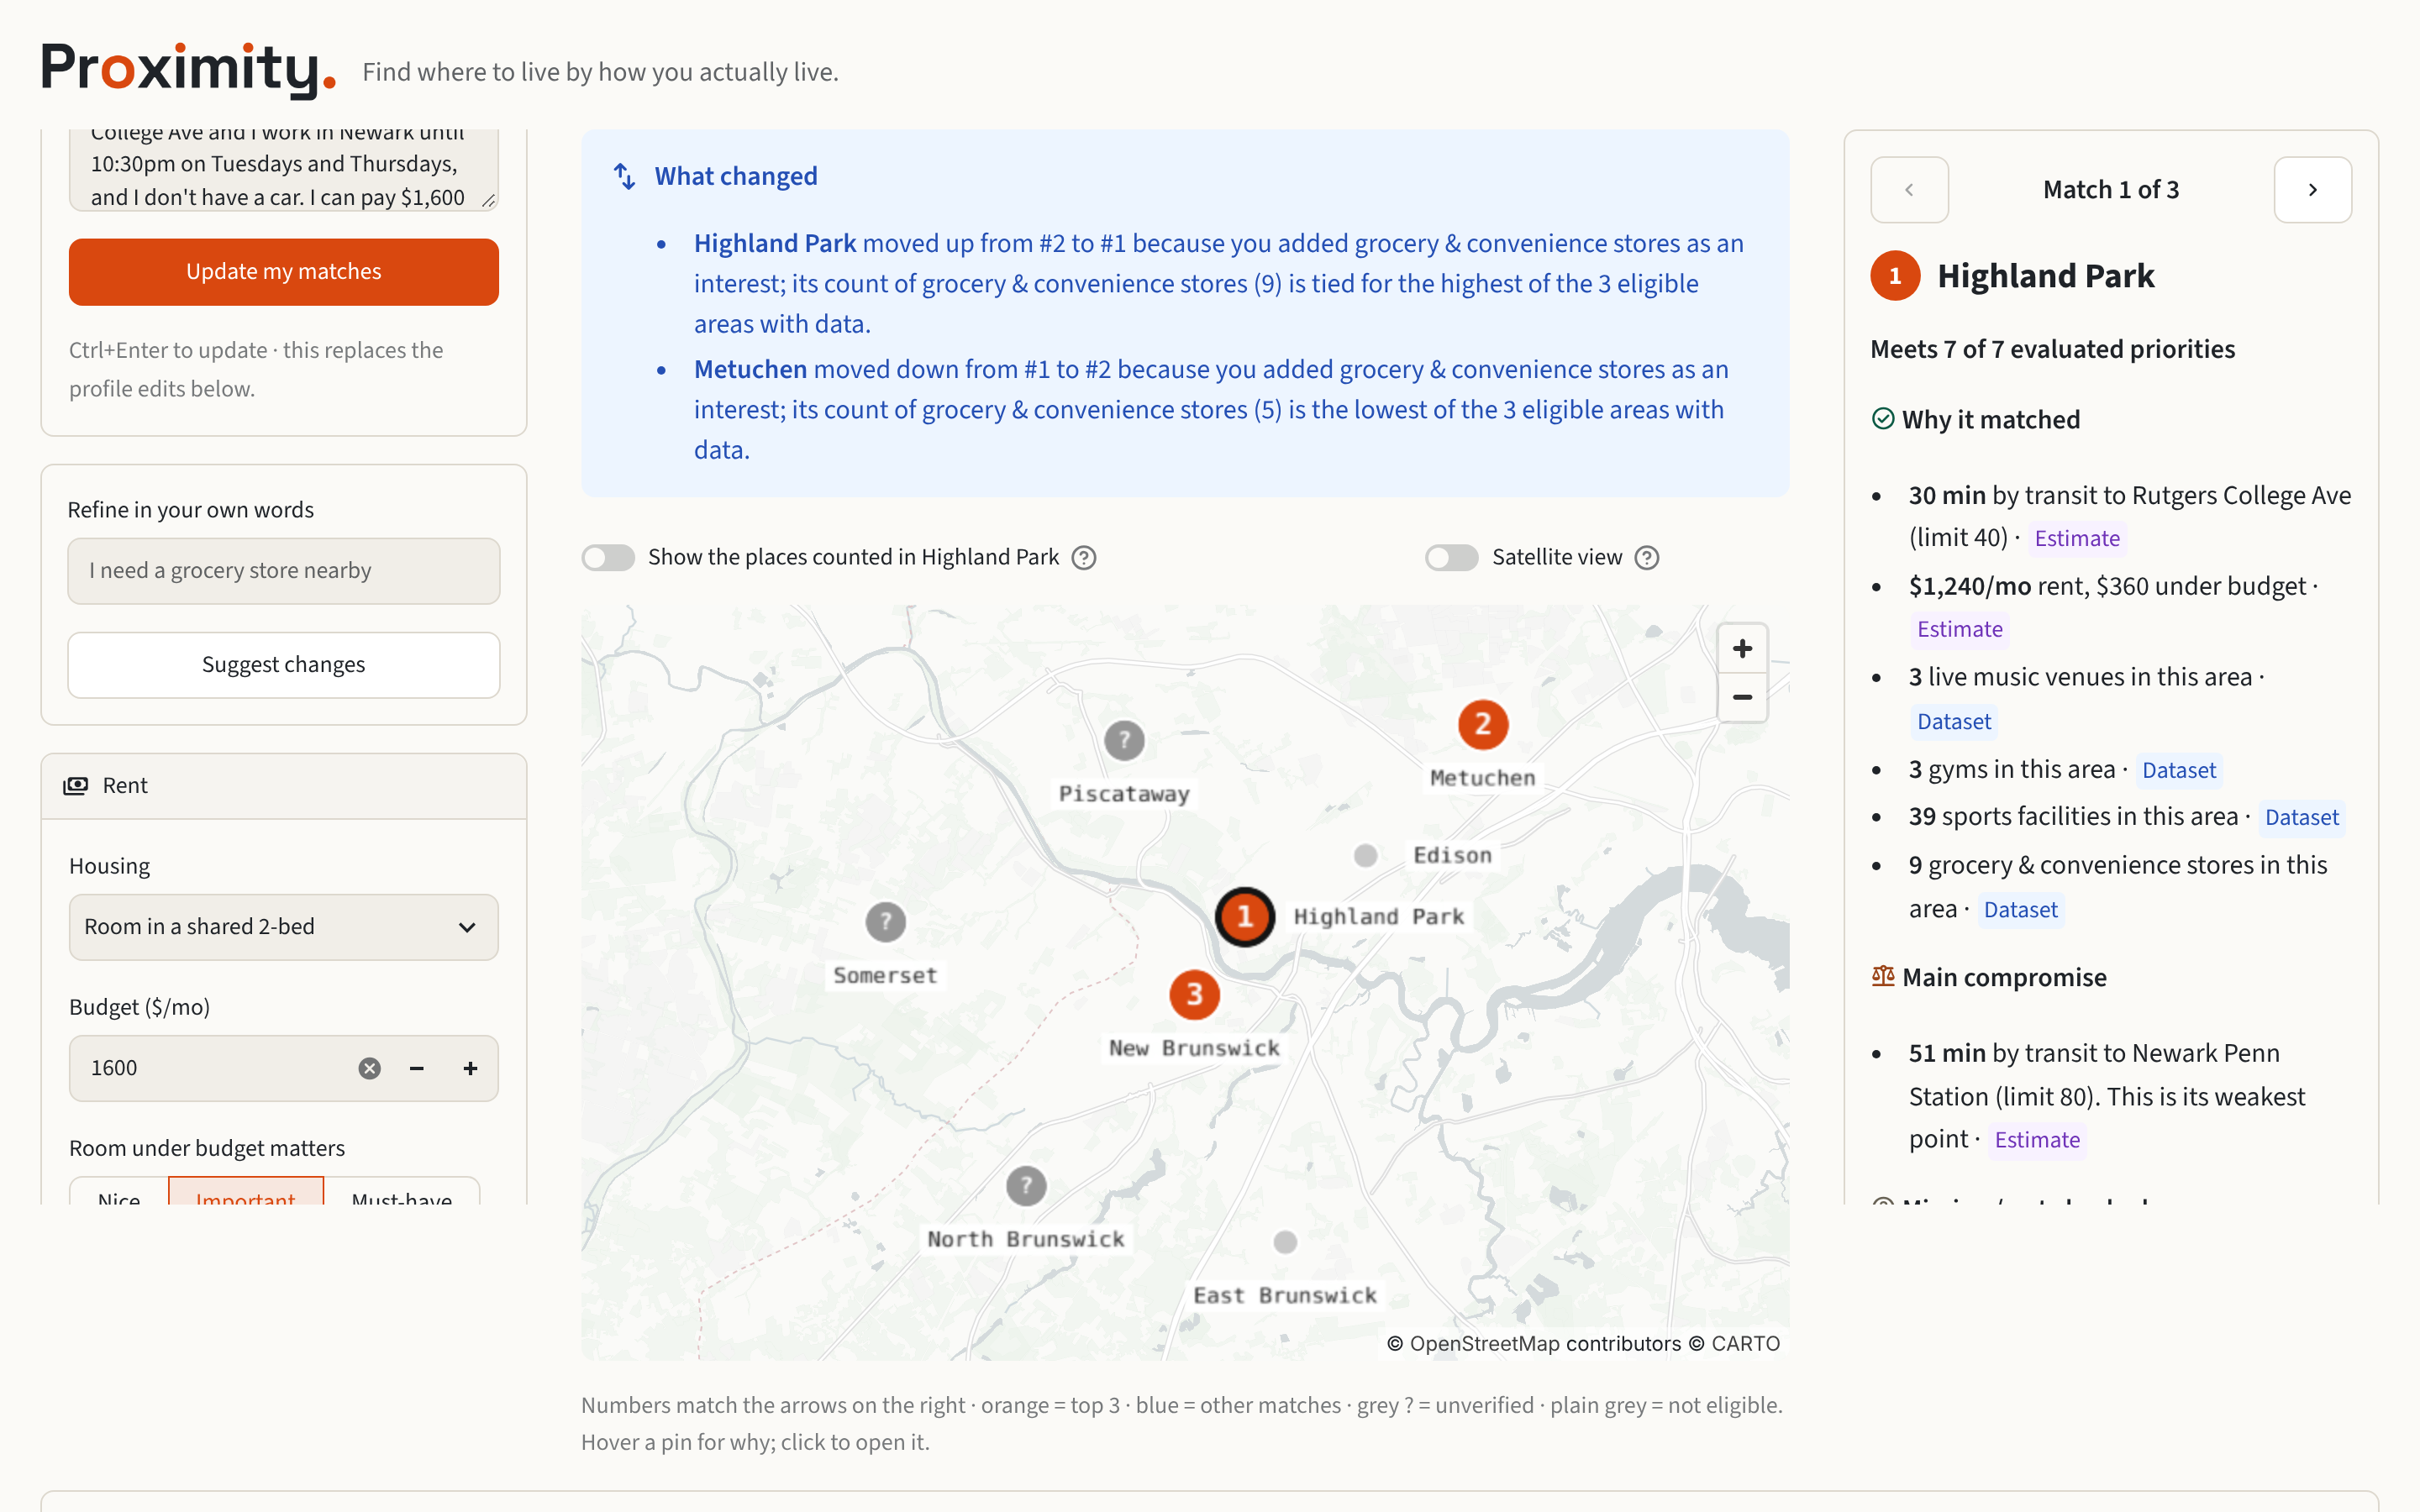 Proximity.
Find where to live by how you actually live.
College Ave and I work in Newark until
10:30pm on Tuesdays and Thursdays,
and I don't have a car. I can pay $1,600
Update my matches
Ctrl+Enter to update · this replaces the
profile edits below.
Refine in your own words
I need a grocery store nearby
Suggest changes
Rent
Housing
Room in a shared 2-bed
Budget ($/mo)
1600
Room under budget matters
Nice
Important
Must-have
What changed
Highland Park moved up from #2 to #1 because you added grocery & convenience stores as an
interest; its count of grocery & convenience stores (9) is tied for the highest of the 3 eligible
areas with data.
Metuchen moved down from #1 to #2 because you added grocery & convenience stores as an
interest; its count of grocery & convenience stores (5) is the lowest of the 3 eligible areas with
data.
Show the places counted in Highland Park ?
Satellite view ?
+
−
?
Piscataway
2
Metuchen
Edison
1
Highland Park
?
Somerset
3
New Brunswick
?
North Brunswick
East Brunswick
© OpenStreetMap contributors © CARTO
Numbers match the arrows on the right · orange = top 3 · blue = other matches · grey ? = unverified · plain grey = not eligible.
Hover a pin for why; click to open it.
Match 1 of 3
1 Highland Park
Meets 7 of 7 evaluated priorities
Why it matched
30 min by transit to Rutgers College Ave
(limit 40) · Estimate
$1,240/mo rent, $360 under budget ·
Estimate
3 live music venues in this area ·
Dataset
3 gyms in this area · Dataset
39 sports facilities in this area · Dataset
9 grocery & convenience stores in this
area · Dataset
Main compromise
51 min by transit to Newark Penn
Station (limit 80). This is its weakest
point · Estimate